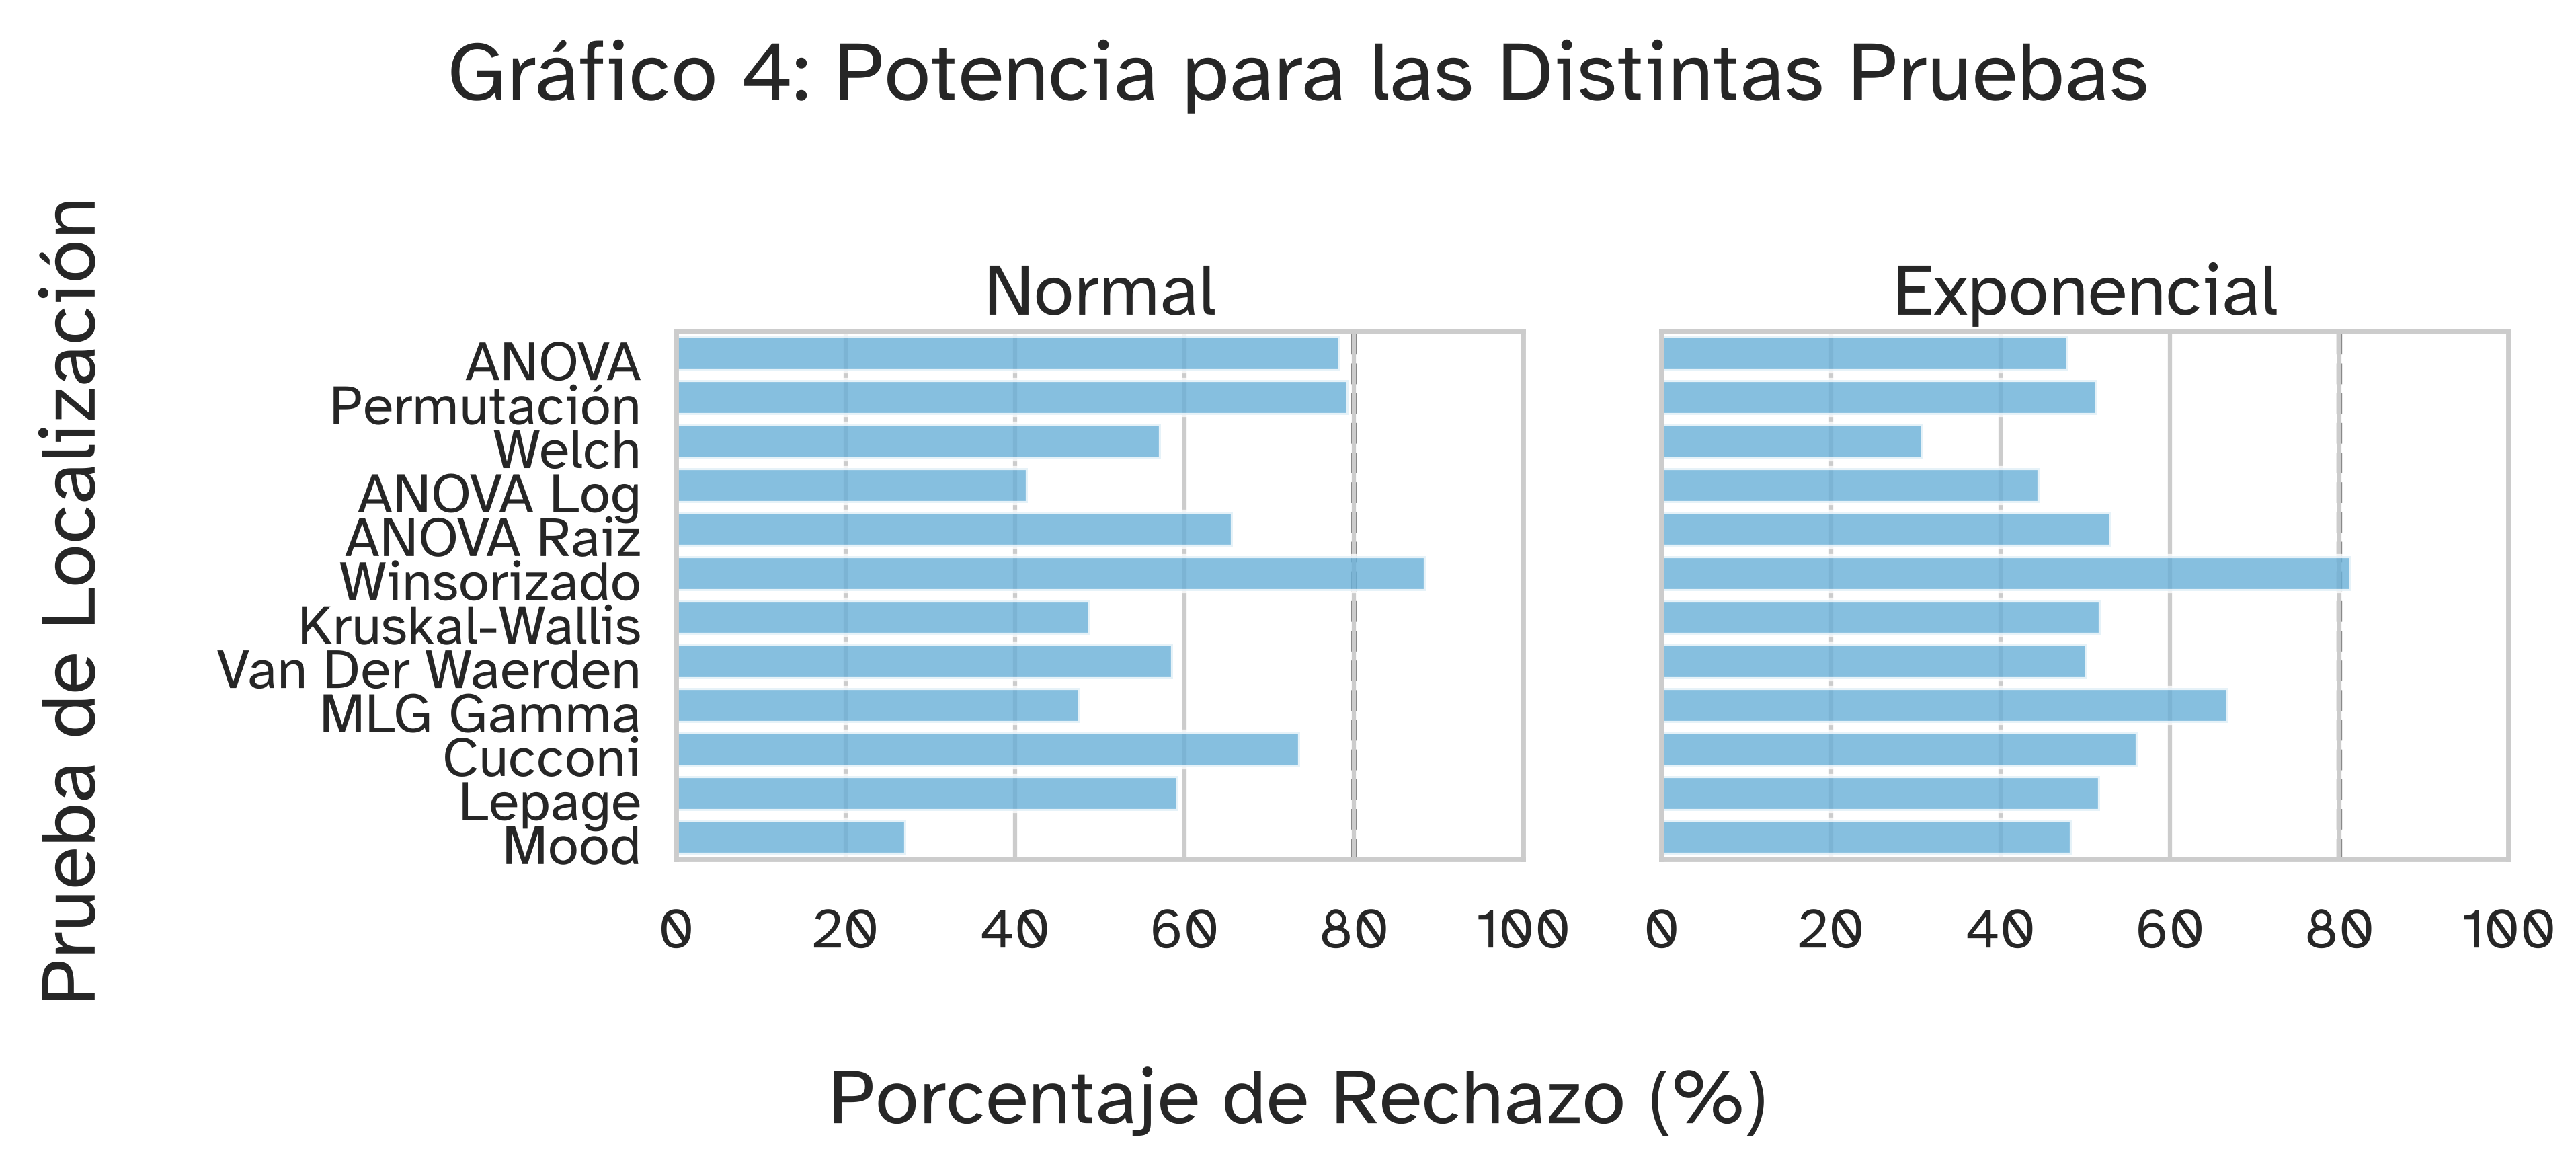 Gráfico 4: Potencia para las Distintas Pruebas
Prueba de Localización
Normal
Exponencial
ANOVA
Permutación
Welch
ANOVA Log
ANOVA Raiz
Winsorizado
Kruskal-Wallis
Van Der Waerden
MLG Gamma
Cucconi
Lepage
Mood
0 20 40 60 80 100
0 20 40 60 80 100
Porcentaje de Rechazo (%)